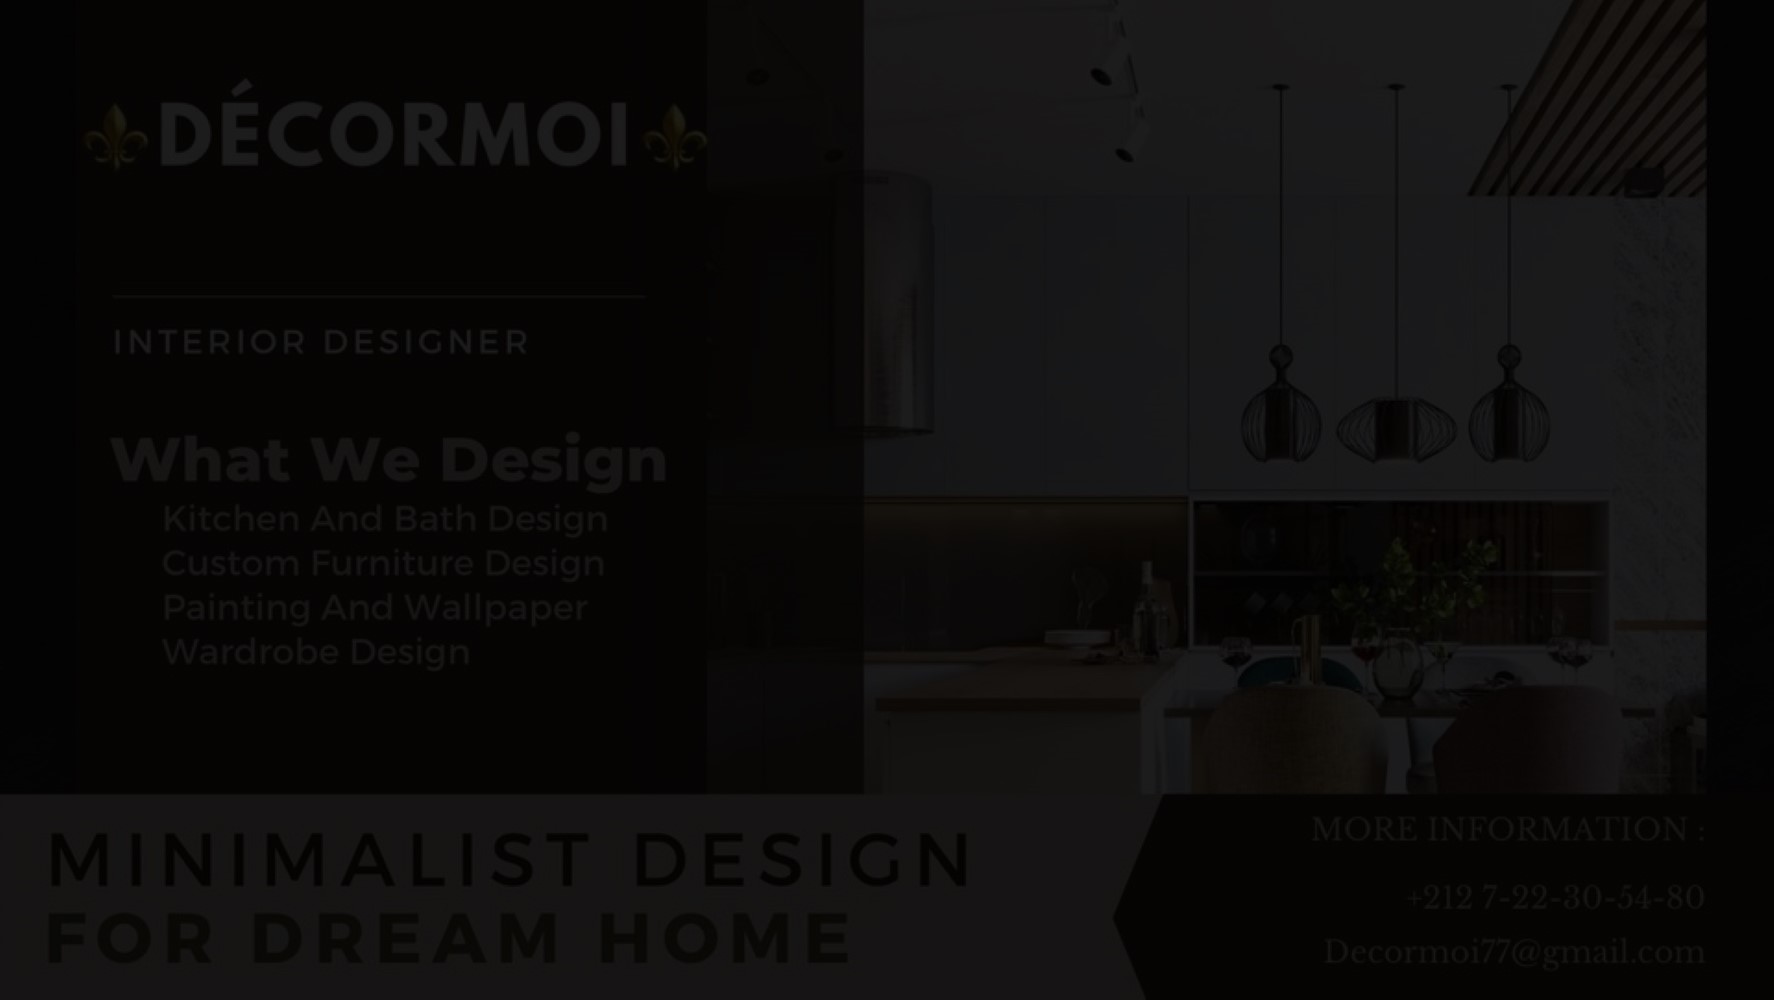 DÉCORMOI
INTERIOR DESIGNER
What We Design
Kitchen And Bath Design
Custom Furniture Design
Painting And Wallpaper
Wardrobe Design
MINIMALIST DESIGN
FOR DREAM HOME
MORE INFORMATION :
+212 7-22-30-54-80
Decormoi77@gmail.com